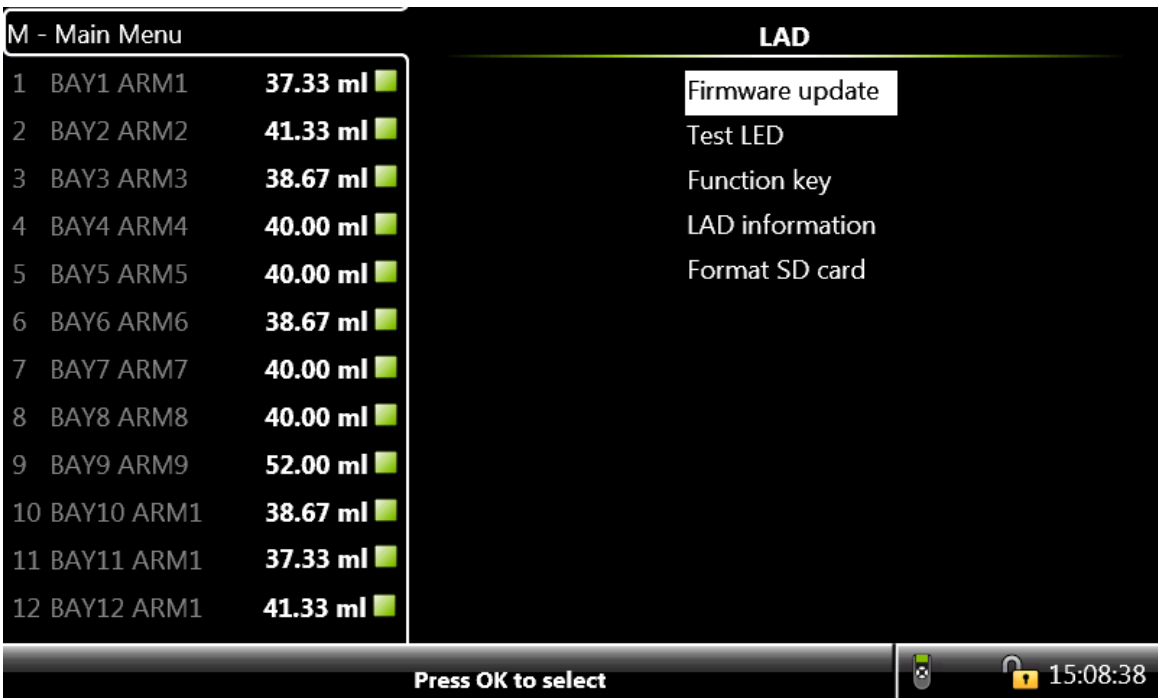 M - Main Menu
1 BAY1 ARM1 37.33 ml
2 BAY2 ARM2 41.33 ml
3 BAY3 ARM3 38.67 ml
4 BAY4 ARM4 40.00 ml
5 BAY5 ARM5 40.00 ml
6 BAY6 ARM6 38.67 ml
7 BAY7 ARM7 40.00 ml
8 BAY8 ARM8 40.00 ml
9 BAY9 ARM9 52.00 ml
10 BAY10 ARM1 38.67 ml
11 BAY11 ARM1 37.33 ml
12 BAY12 ARM1 41.33 ml
LAD
Firmware update
Test LED
Function key
LAD information
Format SD card
Press OK to select
15:08:38